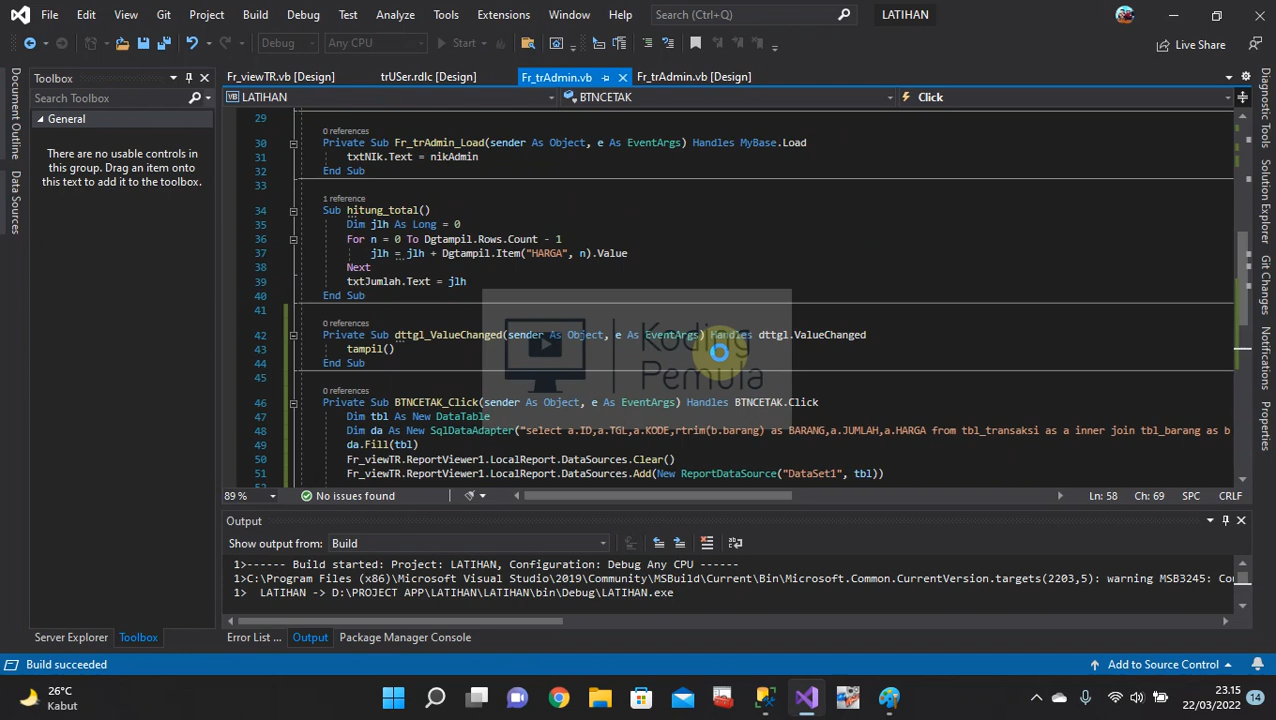 File Edit View Git Project Build Debug Test Analyze Tools Extensions Window Help Search (Ctrl+Q) LATIHAN
Debug Any CPU Start Live Share
Toolbox
Fr_viewTR.vb [Design] trUSer.rdlc [Design] Fr_trAdmin.vb Fr_trAdmin.vb [Design]
Search Toolbox
LATIHAN BTNCETAK Click
General
There are no usable controls in
this group. Drag an item onto
this text to add it to the toolbox.
Document Outline
Data Sources
29
0 references
30 Private Sub Fr_trAdmin_Load(sender As Object, e As EventArgs) Handles MyBase.Load
31 txtNIk.Text = nikAdmin
32 End Sub
33
1 reference
34 Sub hitung_total()
35 Dim jlh As Long = 0
36 For n = 0 To Dgtampil.Rows.Count - 1
37 jlh = jlh + Dgtampil.Item("HARGA", n).Value
38 Next
39 txtJumlah.Text = jlh
40 End Sub
41
0 references
42 Private Sub dttgl_ValueChanged(sender As Object, e As EventArgs) Handles dttgl.ValueChanged
43 tampil()
44 End Sub
45
0 references
46 Private Sub BTNCETAK_Click(sender As Object, e As EventArgs) Handles BTNCETAK.Click
47 Dim tbl As New DataTable
48 Dim da As New SqlDataAdapter("select a.ID,a.TGL,a.KODE,rtrim(b.barang) as BARANG,a.JUMLAH,a.HARGA from tbl_transaksi as a inner join tbl_barang as b
49 da.Fill(tbl)
50 Fr_viewTR.ReportViewer1.LocalReport.DataSources.Clear()
51 Fr_viewTR.ReportViewer1.LocalReport.DataSources.Add(New ReportDataSource("DataSet1", tbl))
Koding
Pemula
Diagnostic Tools
Solution Explorer
Git Changes
Notifications
Properties
89 % No issues found Ln: 58 Ch: 69 SPC CRLF
Output
Show output from: Build
1>------ Build started: Project: LATIHAN, Configuration: Debug Any CPU ------
1>C:\Program Files (x86)\Microsoft Visual Studio\2019\Community\MSBuild\Current\Bin\Microsoft.Common.CurrentVersion.targets(2203,5): warning MSB3245: Co
1> LATIHAN -> D:\PROJECT APP\LATIHAN\LATIHAN\bin\Debug\LATIHAN.exe
Server Explorer Toolbox Error List ... Output Package Manager Console
Build succeeded Add to Source Control
26°C
Kabut
23.15
22/03/2022
14